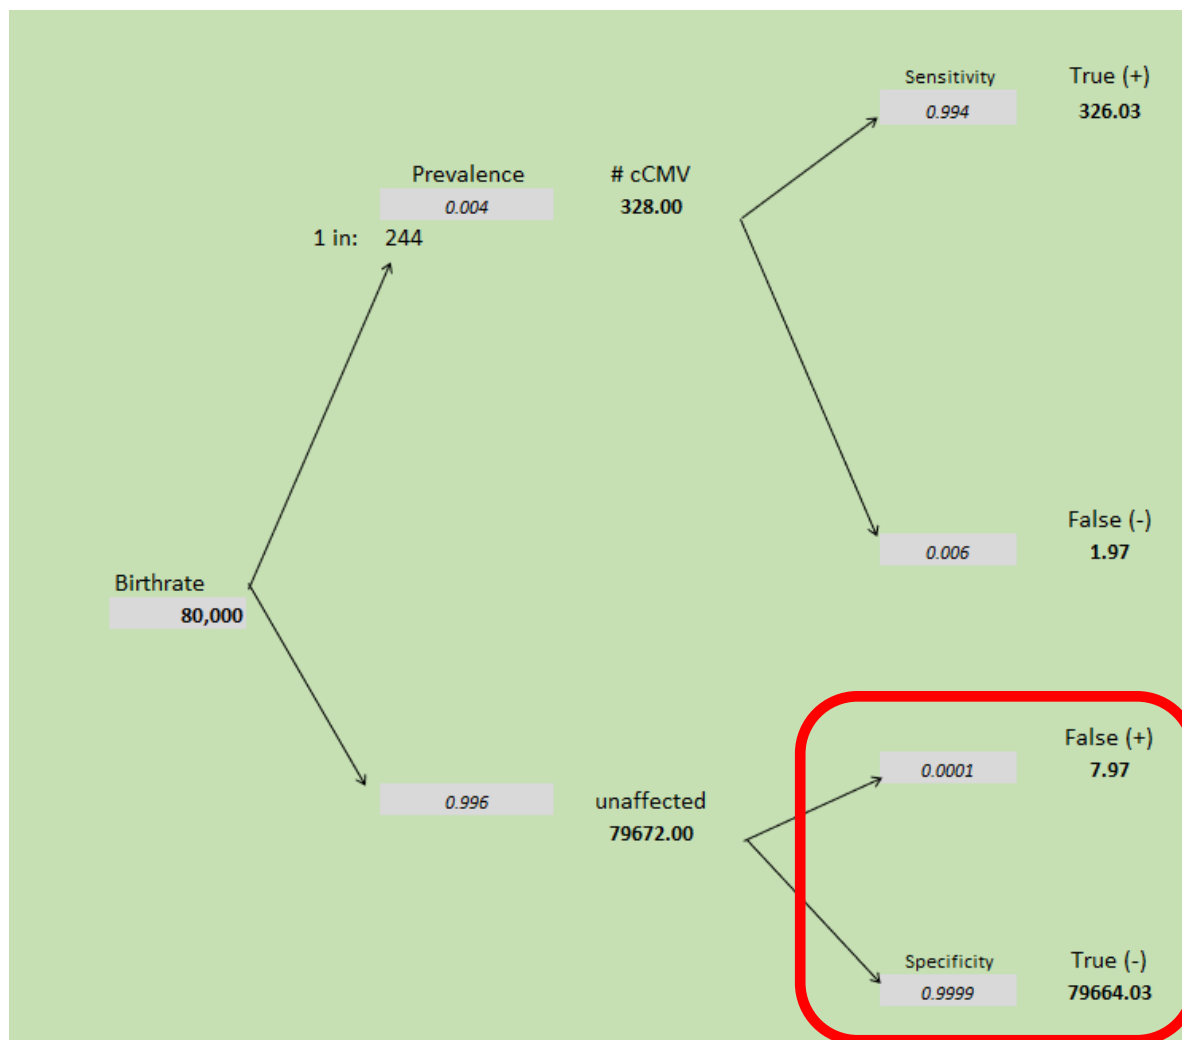 Sensitivity True (+)
0.994 326.03
Prevalence # cCMV
0.004 328.00
1 in: 244
False (-)
0.006 1.97
Birthrate
80,000
False (+)
0.0001 7.97
0.996 unaffected
79672.00
Specificity True (-)
0.9999 79664.03